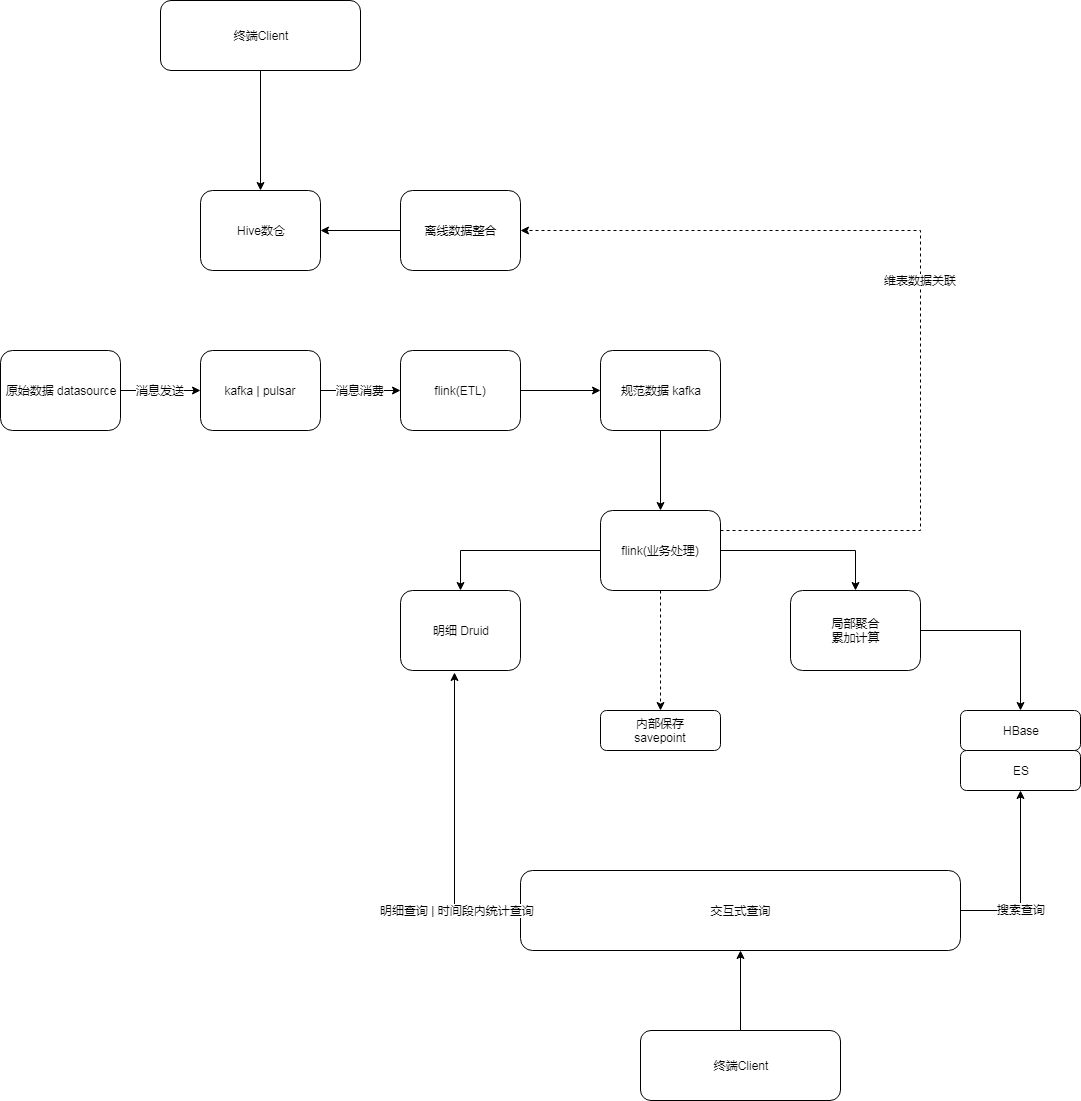 终端Client
Hive数仓
离线数据整合
维表数据关联
原始数据 datasource
消息发送
kafka | pulsar
消息消费
flink(ETL)
规范数据 kafka
flink(业务处理)
明细 Druid
局部聚合
累加计算
内部保存
savepoint
HBase
ES
明细查询 | 时间段内统计查询
交互式查询
搜索查询
终端Client